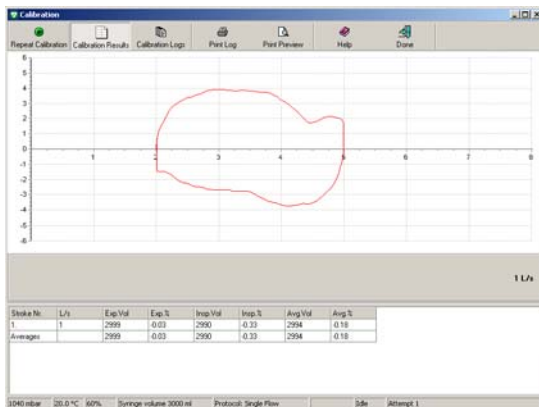 Calibration
Repeat Calibration Calibration Results Calibration Logs Print Log Print Preview Help Done
6
5
4
3
2
1
0
1 2 3 4 5 6 7 8
-1
-2
-3
-4
-5
-6
1 L/s
Stroke Nr. L/s Exp.Vol Exp.% Insp.Vol Insp.% Avg.Vol Avg.%
1. 1 2999 -0.03 2990 -0.33 2994 -0.18
Averages 2999 -0.03 2990 -0.33 2994 -0.18
1040 mbar 20.0 °C 60% Syringe volume 3000 ml Protocol: Single Flow Idle Attempt 1